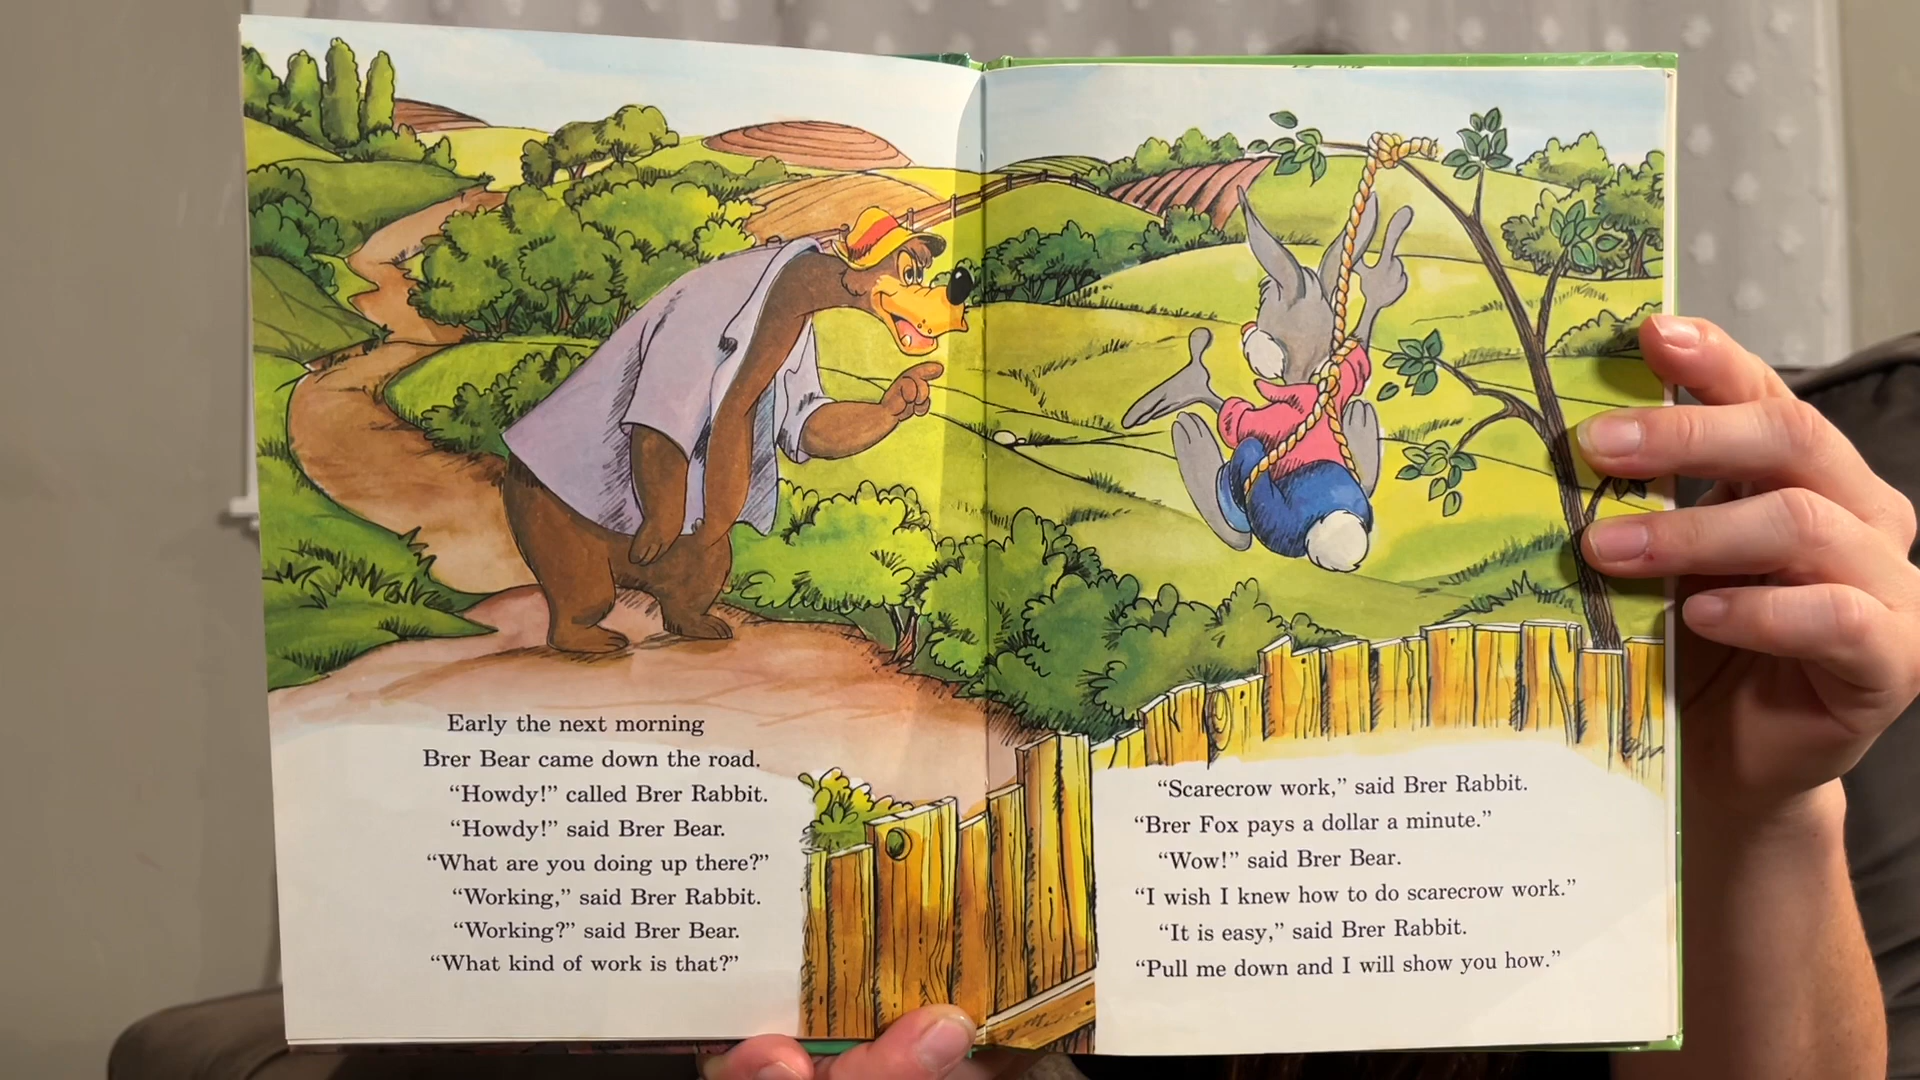 Early the next morning
Brer Bear came down the road.
“Howdy!” called Brer Rabbit.
“Howdy!” said Brer Bear.
“What are you doing up there?”
“Working,” said Brer Rabbit.
“Working?” said Brer Bear.
“What kind of work is that?”
“Scarecrow work,” said Brer Rabbit.
“Brer Fox pays a dollar a minute.”
“Wow!” said Brer Bear.
“I wish I knew how to do scarecrow work.”
“It is easy,” said Brer Rabbit.
“Pull me down and I will show you how.”